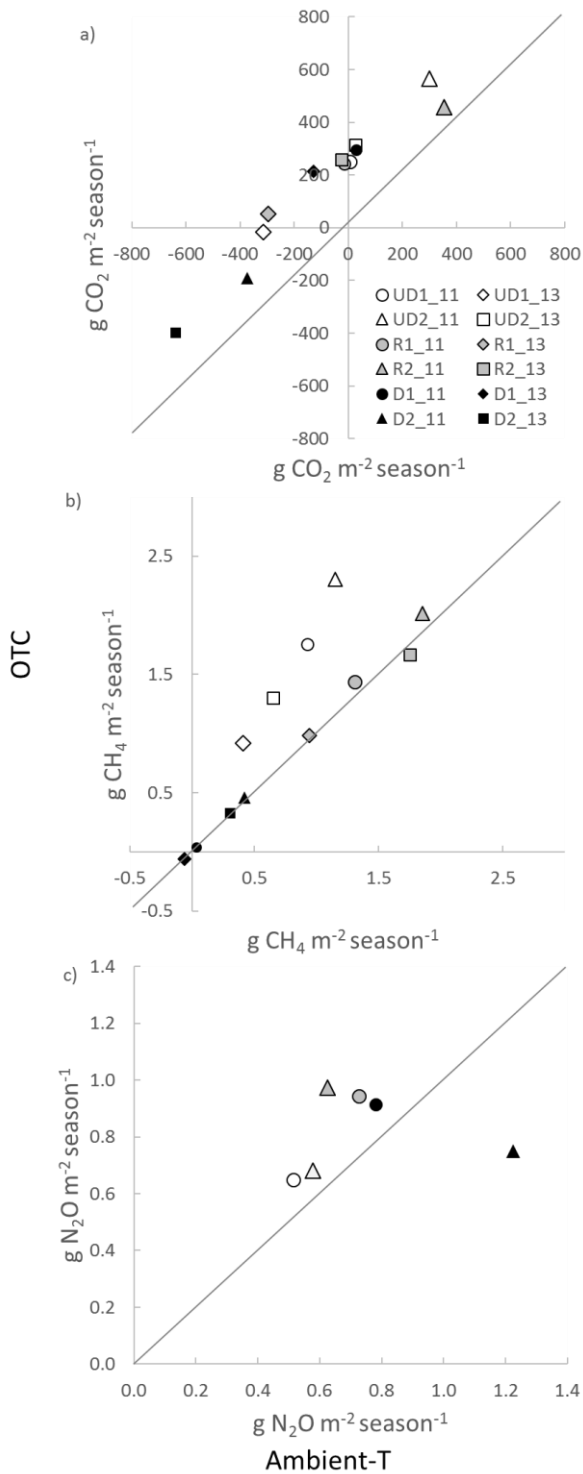 a)
800
600
400
200
0
-800 -600 -400 -200 0 200 400 600 800
-200
-400
-600
-800
g CO₂ m⁻² season⁻¹
UD1_11 UD1_13
UD2_11 UD2_13
R1_11 R1_13
R2_11 R2_13
D1_11 D1_13
D2_11 D2_13
g CO₂ m⁻² season⁻¹
b)
2.5
1.5
0.5
-0.5 0.5 1.5 2.5
-0.5
g CH₄ m⁻² season⁻¹
g CH₄ m⁻² season⁻¹
OTC
c)
1.4
1.2
1.0
0.8
0.6
0.4
0.2
0.0
0.0 0.2 0.4 0.6 0.8 1.0 1.2 1.4
g N₂O m⁻² season⁻¹
g N₂O m⁻² season⁻¹
Ambient-T